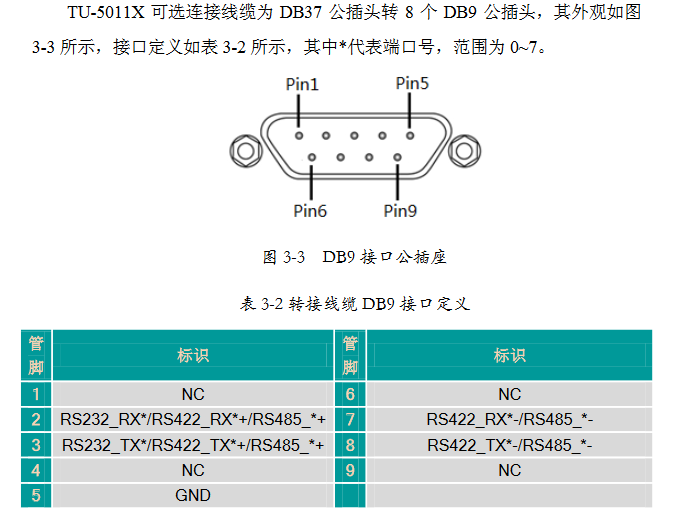 TU-5011X 可选连接线缆为 DB37 公插头转 8 个 DB9 公插头，其外观如图
3-3 所示，接口定义如表 3-2 所示，其中*代表端口号，范围为 0~7。
Pin1 Pin5
Pin6 Pin9
图 3-3 DB9 接口公插座
表 3-2 转接线缆 DB9 接口定义
管脚 标识 管脚 标识
1 NC 6 NC
2 RS232_RX*/RS422_RX*+/RS485_*+ 7 RS422_RX*-/RS485_*-
3 RS232_TX*/RS422_TX*+/RS485_*+ 8 RS422_TX*-/RS485_*-
4 NC 9 NC
5 GND